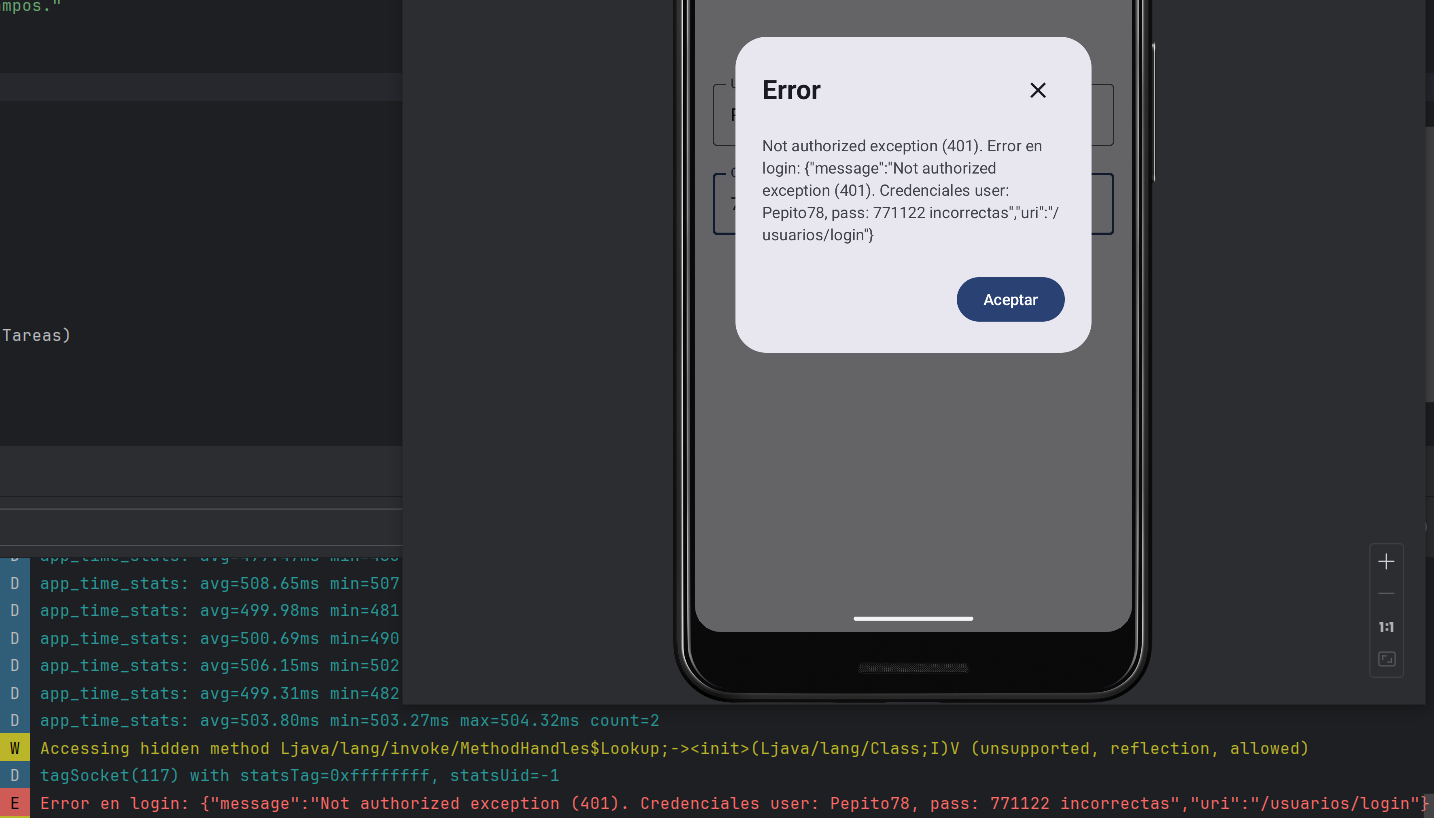 mpos."
Error
Not authorized exception (401). Error en
login: {"message":"Not authorized
exception (401). Credenciales user:
Pepito78, pass: 771122 incorrectas","uri":"/
usuarios/login"}
Aceptar
Tareas)
1:1
D app_time_stats: avg=499.47ms
D app_time_stats: avg=508.65ms min=507
D app_time_stats: avg=499.98ms min=481
D app_time_stats: avg=500.69ms min=490
D app_time_stats: avg=506.15ms min=502
D app_time_stats: avg=499.31ms min=482
D app_time_stats: avg=503.80ms min=503.27ms max=504.32ms count=2
W Accessing hidden method Ljava/lang/invoke/MethodHandles$Lookup;-><init>(Ljava/lang/Class;I)V (unsupported, reflection, allowed)
D tagSocket(117) with statsTag=0xffffffff, statsUid=-1
E Error en login: {"message":"Not authorized exception (401). Credenciales user: Pepito78, pass: 771122 incorrectas","uri":"/usuarios/login"}